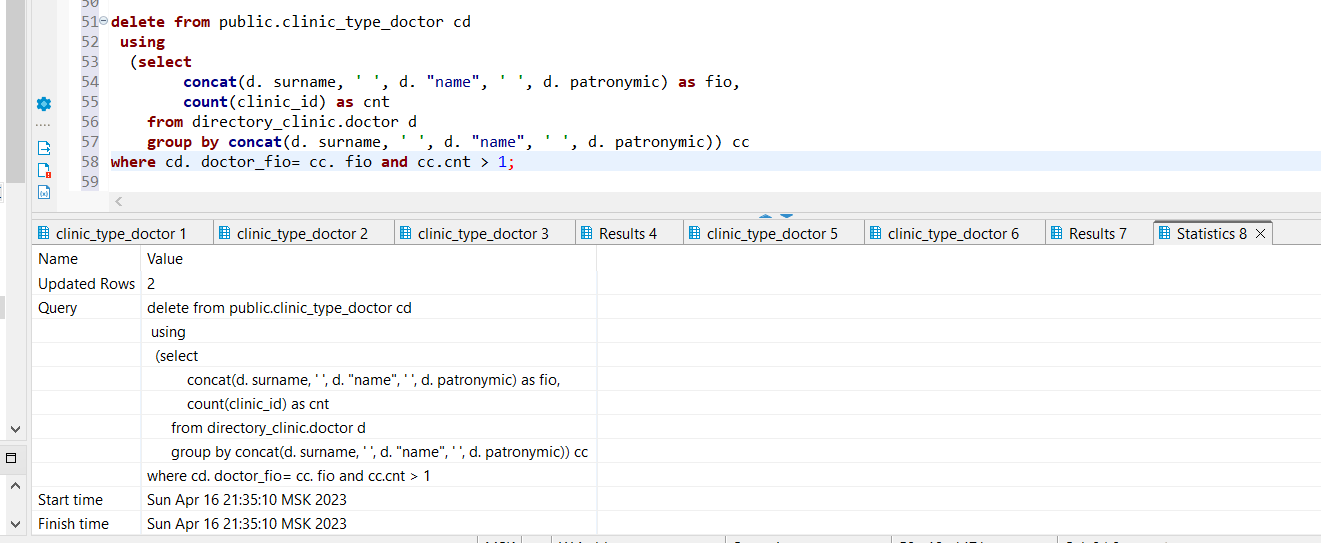 50
51 delete from public.clinic_type_doctor cd
52 using
53 (select
54 concat(d. surname, ' ', d. "name", ' ', d. patronymic) as fio,
55 count(clinic_id) as cnt
56 from directory_clinic.doctor d
57 group by concat(d. surname, ' ', d. "name", ' ', d. patronymic)) cc
58 where cd. doctor_fio= cc. fio and cc.cnt > 1;
59
clinic_type_doctor 1 clinic_type_doctor 2 clinic_type_doctor 3 Results 4 clinic_type_doctor 5 clinic_type_doctor 6 Results 7 Statistics 8
Name Value
Updated Rows 2
Query delete from public.clinic_type_doctor cd
using
(select
concat(d. surname, ' ', d. "name", ' ', d. patronymic) as fio,
count(clinic_id) as cnt
from directory_clinic.doctor d
group by concat(d. surname, ' ', d. "name", ' ', d. patronymic)) cc
where cd. doctor_fio= cc. fio and cc.cnt > 1
Start time Sun Apr 16 21:35:10 MSK 2023
Finish time Sun Apr 16 21:35:10 MSK 2023